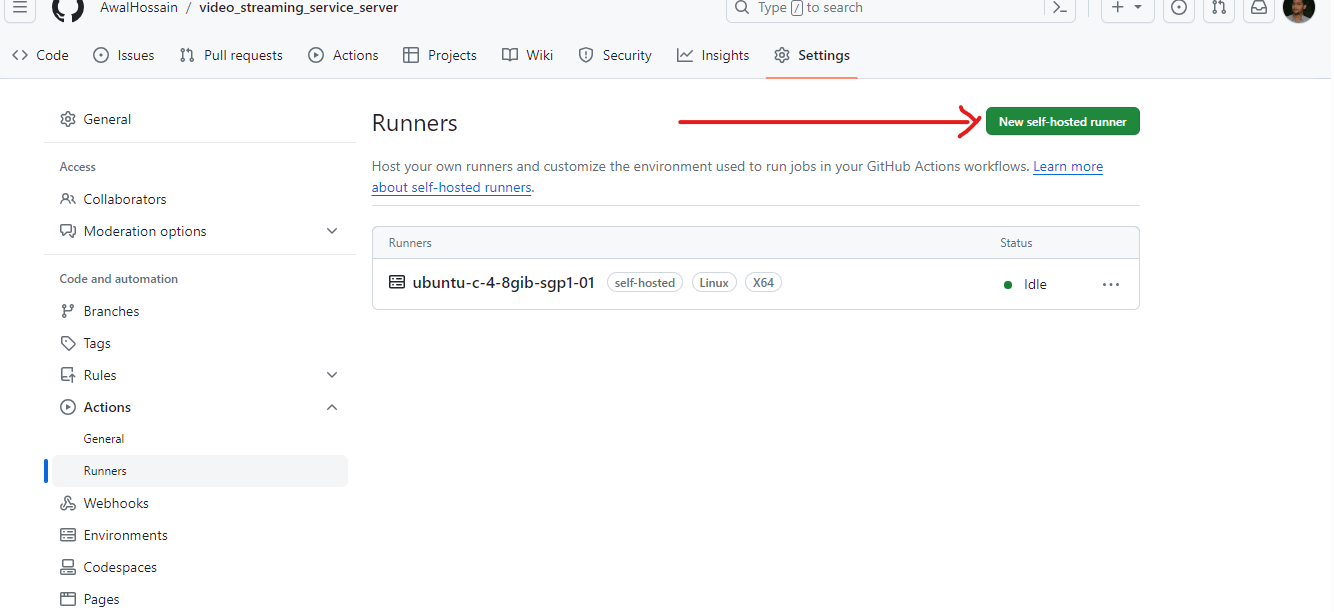 AwalHossain / video_streaming_service_server
Type / to search
Code
Issues
Pull requests
Actions
Projects
Wiki
Security
Insights
Settings
General
Access
Collaborators
Moderation options
Code and automation
Branches
Tags
Rules
Actions
General
Runners
Webhooks
Environments
Codespaces
Pages
Runners
New self-hosted runner
Host your own runners and customize the environment used to run jobs in your GitHub Actions workflows. Learn more
about self-hosted runners.
Runners Status
ubuntu-c-4-8gib-sgp1-01 self-hosted Linux X64 Idle